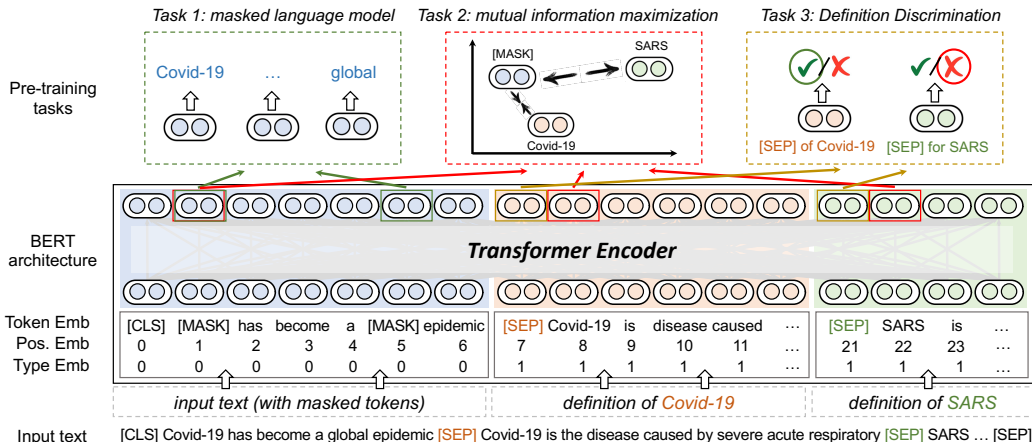 Task 1: masked language model Task 2: mutual information maximization Task 3: Definition Discrimination
Pre-training tasks
Covid-19 ... global
[MASK] SARS
Covid-19
✓/✗ ✓/✗
[SEP] of Covid-19 [SEP] for SARS
BERT architecture
Transformer Encoder
Token Emb [CLS] [MASK] has become a [MASK] epidemic [SEP] Covid-19 is disease caused ... [SEP] SARS is ...
Pos. Emb 0 1 2 3 4 5 6 7 8 9 10 11 ... 21 22 23 ...
Type Emb 0 0 0 0 0 0 0 1 1 1 1 1 ... 1 1 1 ...
input text (with masked tokens) definition of Covid-19 definition of SARS
Input text [CLS] Covid-19 has become a global epidemic [SEP] Covid-19 is the disease caused by severe acute respiratory [SEP] SARS ... [SEP]